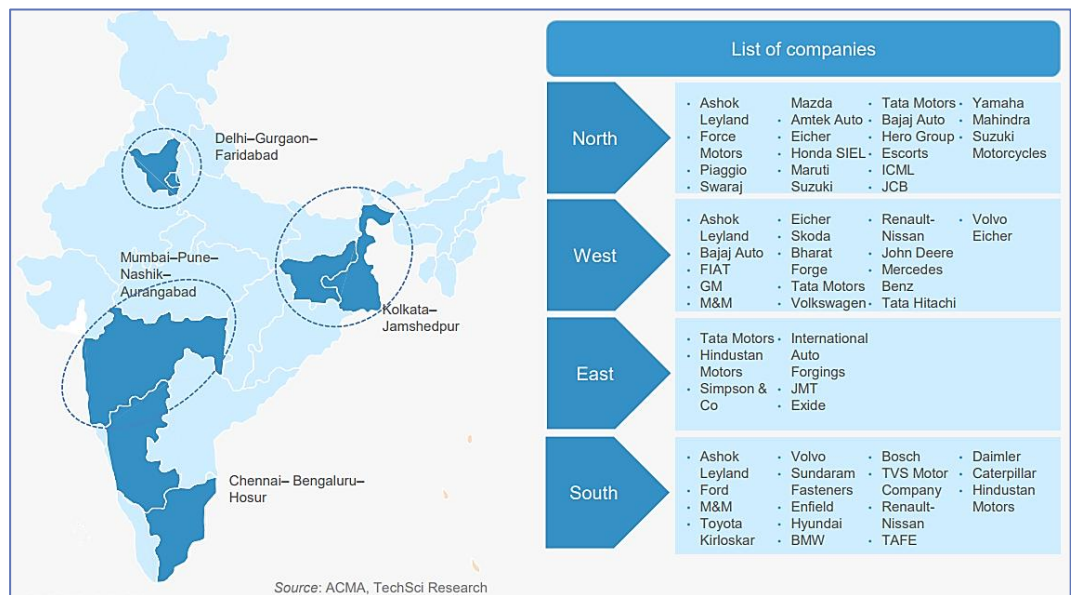 Delhi–Gurgaon–
Faridabad
Mumbai–Pune–
Nashik–
Aurangabad
Kolkata–
Jamshedpur
Chennai– Bengaluru–
Hosur
Source: ACMA, TechSci Research
List of companies
North
• Ashok
Leyland
• Force
Motors
• Piaggio
• Swaraj
Mazda
• Amtek Auto
• Eicher
• Honda SIEL
• Maruti
Suzuki
• Tata Motors
• Bajaj Auto
• Hero Group
• Escorts
• ICML
• JCB
• Yamaha
• Mahindra
• Suzuki
Motorcycles
West
• Ashok
Leyland
• Bajaj Auto
• FIAT
• GM
• M&M
• Eicher
• Skoda
• Bharat
Forge
• Tata Motors
• Volkswagen
• Renault-
Nissan
• John Deere
• Mercedes
Benz
• Tata Hitachi
• Volvo
Eicher
East
• Tata Motors
• Hindustan
Motors
• Simpson &
Co
• International
Auto
Forgings
• JMT
• Exide
South
• Ashok
Leyland
• Ford
• M&M
• Toyota
Kirloskar
• Volvo
• Sundaram
Fasteners
• Enfield
• Hyundai
• BMW
• Bosch
• TVS Motor
Company
• Renault-
Nissan
• TAFE
• Daimler
• Caterpillar
• Hindustan
Motors